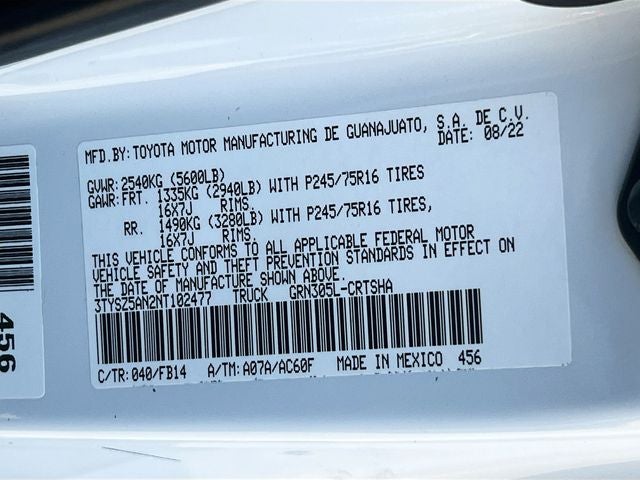 MFD.BY: TOYOTA MOTOR MANUFACTURING DE GUANAJUATO, S.A. DE C.V.
DATE: 08/22
GVWR: 2540KG (5600LB)
GAWR: FRT. 1335KG (2940LB) WITH P245/75R16 TIRES
16X7J RIMS.
RR. 1490KG (3280LB) WITH P245/75R16 TIRES,
16X7J RIMS
THIS VEHICLE CONFORMS TO ALL APPLICABLE FEDERAL MOTOR
VEHICLE SAFETY AND THEFT PREVENTION STANDARDS IN EFFECT ON
THE DATE OF MANUFACTURE SHOWN ABOVE.
3TYSZ5AN2NT102477 TRUCK GRN305L-CRTSHA
C/TR: 040/FB14 A/TM: A07A/AC60F MADE IN MEXICO 456
456